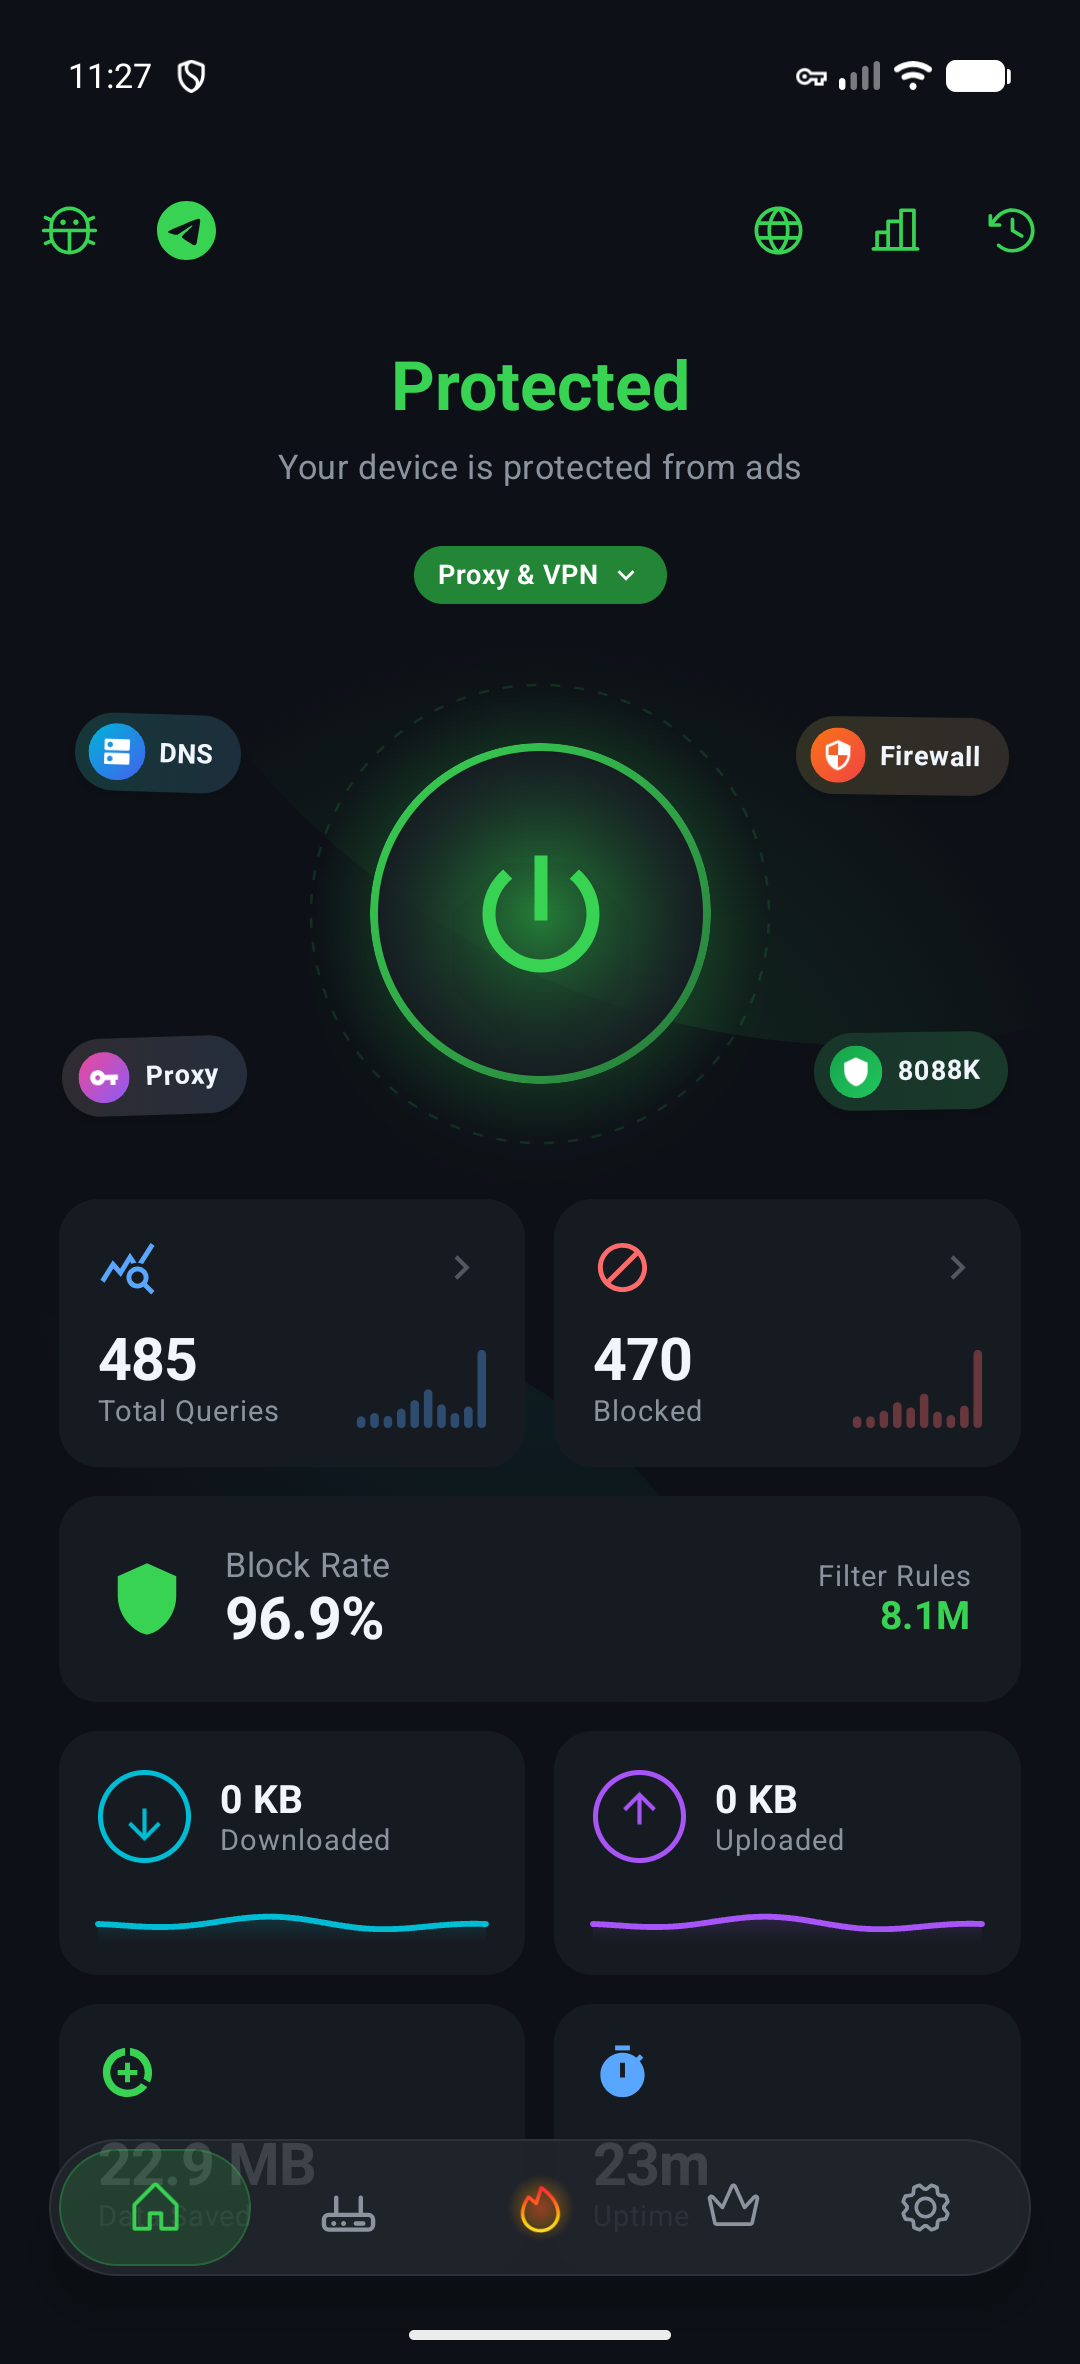 11:27
Protected
Your device is protected from ads
Proxy & VPN
DNS
Firewall
Proxy
8088K
485
Total Queries
470
Blocked
Block Rate
96.9%
Filter Rules
8.1M
0 KB
Downloaded
0 KB
Uploaded
22.9 MB
Data Saved
23m
Uptime